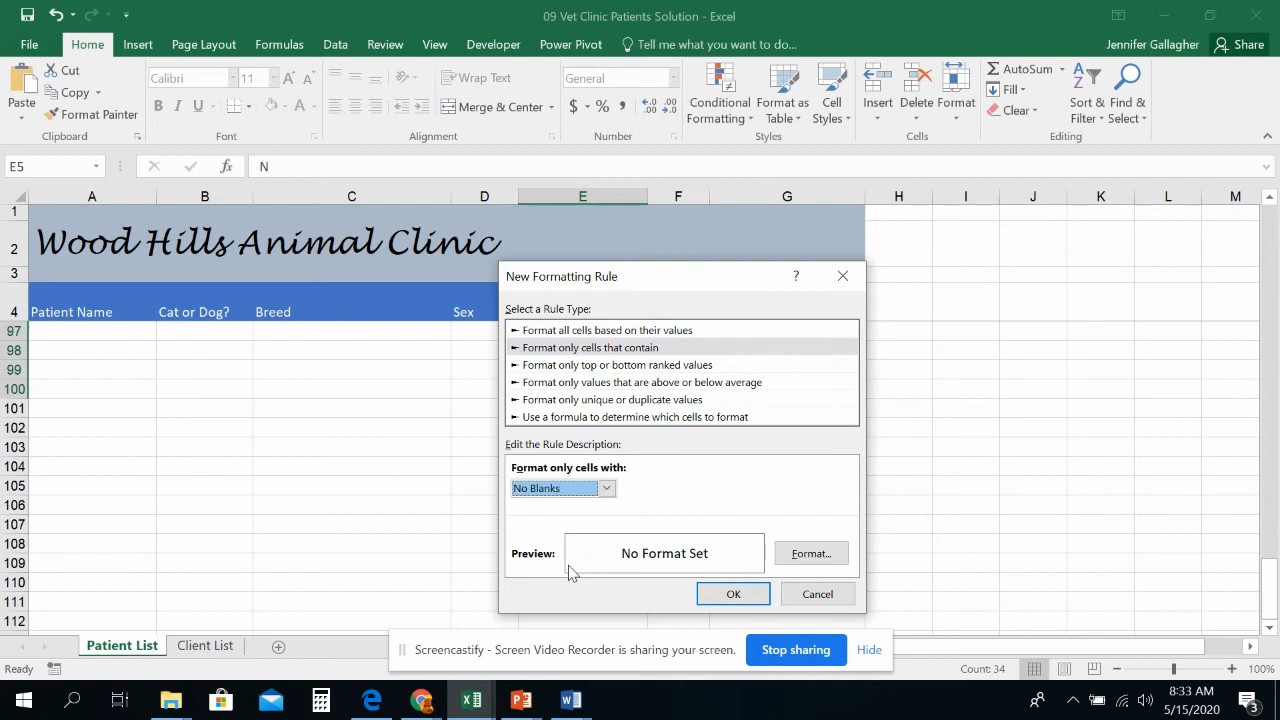 09 Vet Clinic Patients Solution - Excel
File Home Insert Page Layout Formulas Data Review View Developer Power Pivot Tell me what you want to do... Jennifer Gallagher Share
Cut
Copy
Format Painter
Paste
Calibri 11
B I U
Wrap Text
Merge & Center
General
$ % ,
Conditional Formatting
Format as Table
Cell Styles
Insert Delete Format
AutoSum
Fill
Clear
Sort & Filter
Find & Select
Clipboard Font Alignment Number Styles Cells Editing
E5 fx N
A B C D E F G H I J K L M
1
2 Wood Hills Animal Clinic
3
4 Patient Name Cat or Dog? Breed Sex
97
98
99
100
101
102
103
104
105
106
107
108
109
110
111
112
New Formatting Rule ?
Select a Rule Type:
► Format all cells based on their values
► Format only cells that contain
► Format only top or bottom ranked values
► Format only values that are above or below average
► Format only unique or duplicate values
► Use a formula to determine which cells to format
Edit the Rule Description:
Format only cells with:
No Blanks
Preview: No Format Set Format...
OK Cancel
Patient List Client List
Screencastify - Screen Video Recorder is sharing your screen. Stop sharing Hide
Ready Count: 34 100%
8:33 AM
5/15/2020
3